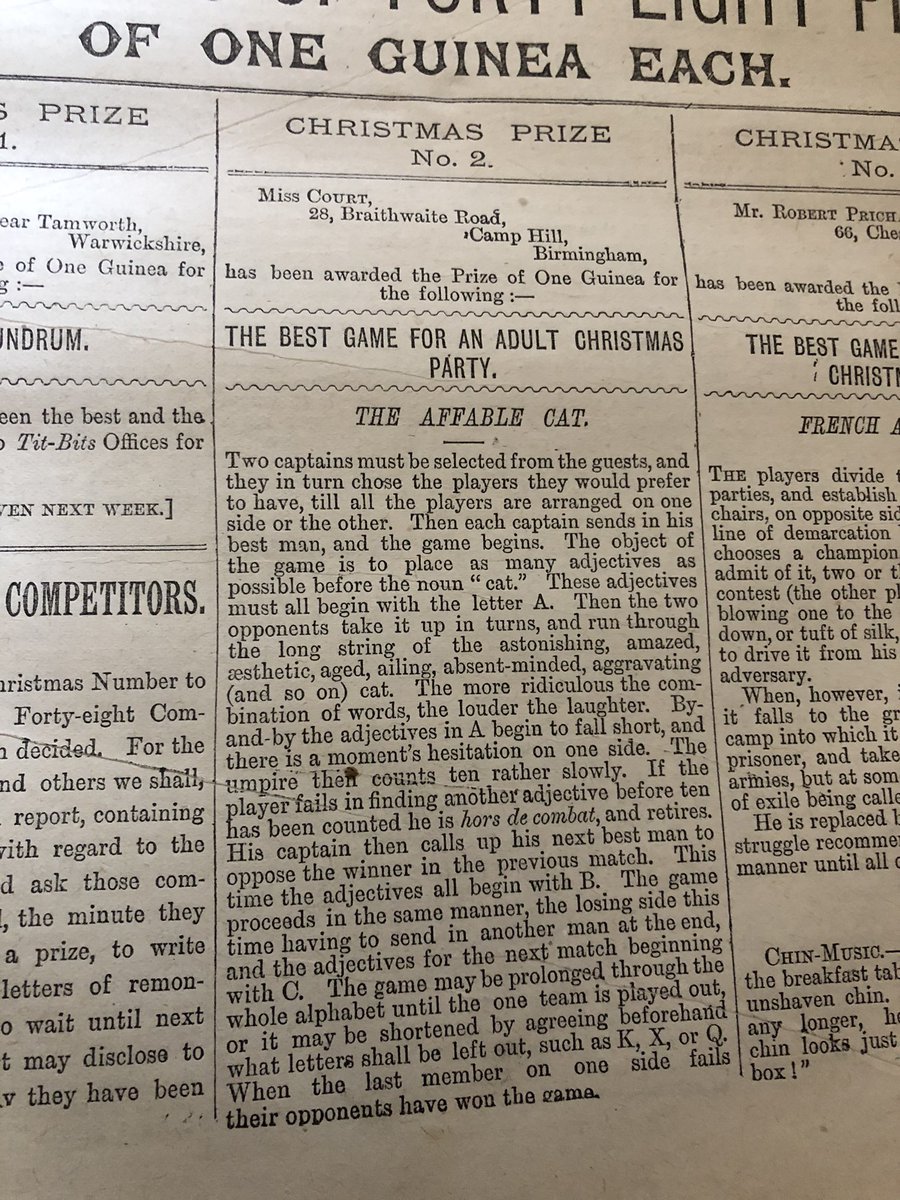 OF FORTY EIGHT
OF ONE GUINEA EACH.
PRIZE
1.
ear Tamworth,
Warwickshire,
of One Guinea for
g :—
UNDRUM.
een the best and the
Tit-Bits Offices for
VEN NEXT WEEK.]
COMPETITORS.
hristmas Number to
Forty-eight Com-
decided. For the
nd others we shall,
report, containing
with regard to the
d ask those com-
, the minute they
a prize, to write
letters of remon-
o wait until next
t may disclose to
they have been
CHRISTMAS PRIZE
No. 2.
Miss COURT,
28, Braithwaite Road,
Camp Hill,
Birmingham,
has been awarded the Prize of One Guinea for
the following :—
THE BEST GAME FOR AN ADULT CHRISTMAS
PARTY.
THE AFFABLE CAT.
Two captains must be selected from the guests, and
they in turn chose the players they would prefer
to have, till all the players are arranged on one
side or the other. Then each captain sends in his
best man, and the game begins. The object of
the game is to place as many adjectives as
possible before the noun "cat." These adjectives
must all begin with the letter A. Then the two
opponents take it up in turns, and run through
the long string of the astonishing, amazed,
æsthetic, aged, ailing, absent-minded, aggravating
(and so on) cat. The more ridiculous the com-
bination of words, the louder the laughter. By-
and-by the adjectives in A begin to fall short, and
there is a moment's hesitation on one side. The
umpire then counts ten rather slowly. If the
player fails in finding another adjective before ten
has been counted he is hors de combat, and retires.
His captain then calls up his next best man to
oppose the winner in the previous match. This
time the adjectives all begin with B. The game
proceeds in the same manner, the losing side this
time having to send in another man at the end,
and the adjectives for the next match beginning
with C. The game may be prolonged through the
whole alphabet until the one team is played out,
or it may be shortened by agreeing beforehand
what letters shall be left out, such as K, X, or Q.
When the last member on one side fails
their opponents have won the game.
CHRISTMA
No.
Mr. ROBERT PRICH
66, Che
has been awarded the
the foll
THE BEST GAME
CHRISTM
FRENCH A
THE players divide t
parties, and establish
chairs, on opposite sid
line of demarcation
chooses a champion
admit of it, two or th
contest (the other pl
blowing one to the
down, or tuft of silk,
to drive it from his
adversary.
When, however,
it falls to the gr
camp into which it
prisoner, and take
armies, but at som
of exile being calle
He is replaced b
struggle recomme
manner until all
CHIN-MUSIC.—
the breakfast tab
unshaven chin.
any longer, he
chin looks just
box!"